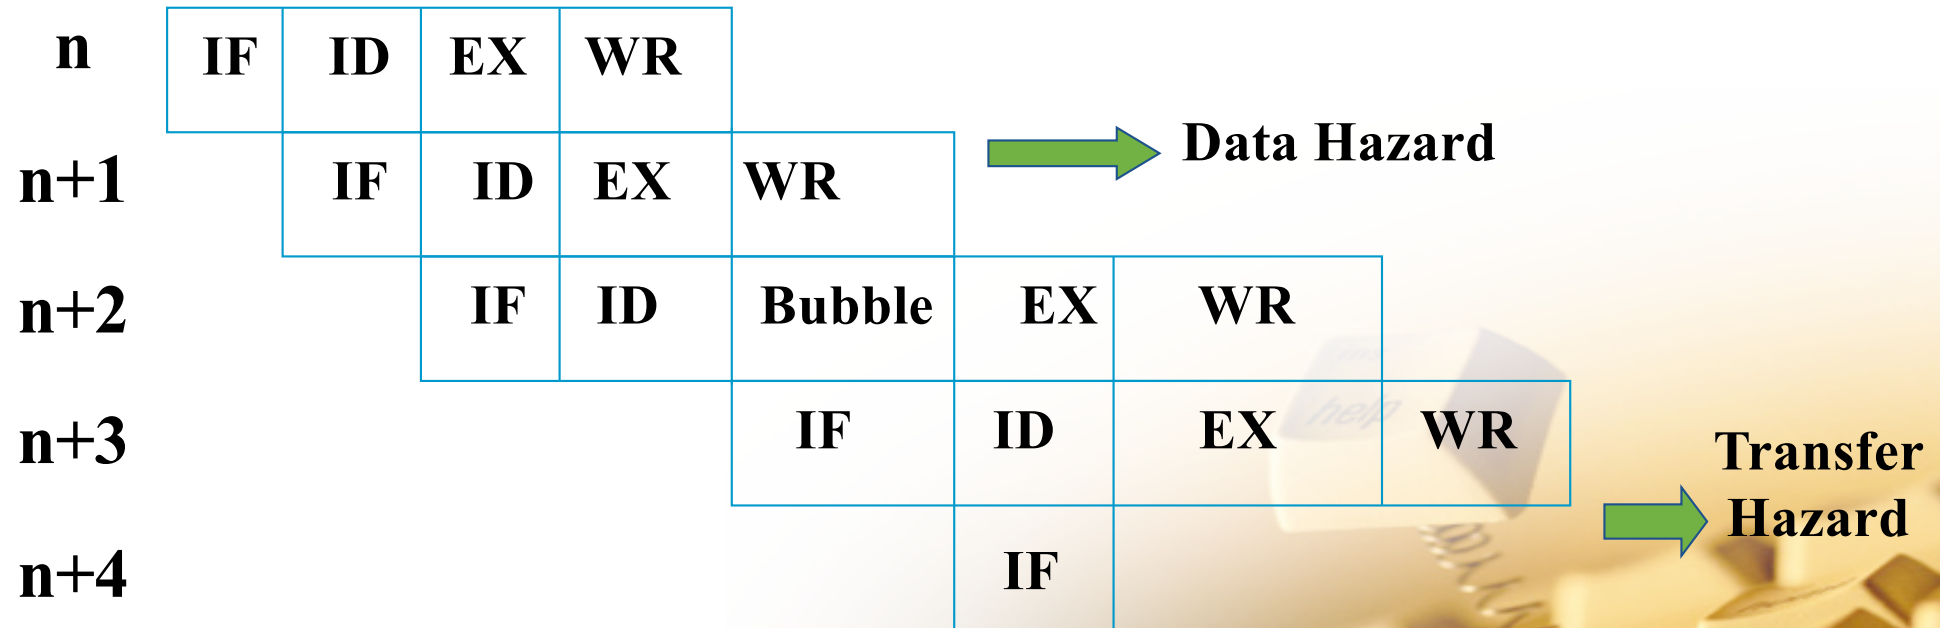 n IF ID EX WR
Data Hazard
n+1 IF ID EX WR
n+2 IF ID Bubble EX WR
n+3 IF ID EX WR
Transfer
Hazard
n+4 IF
help